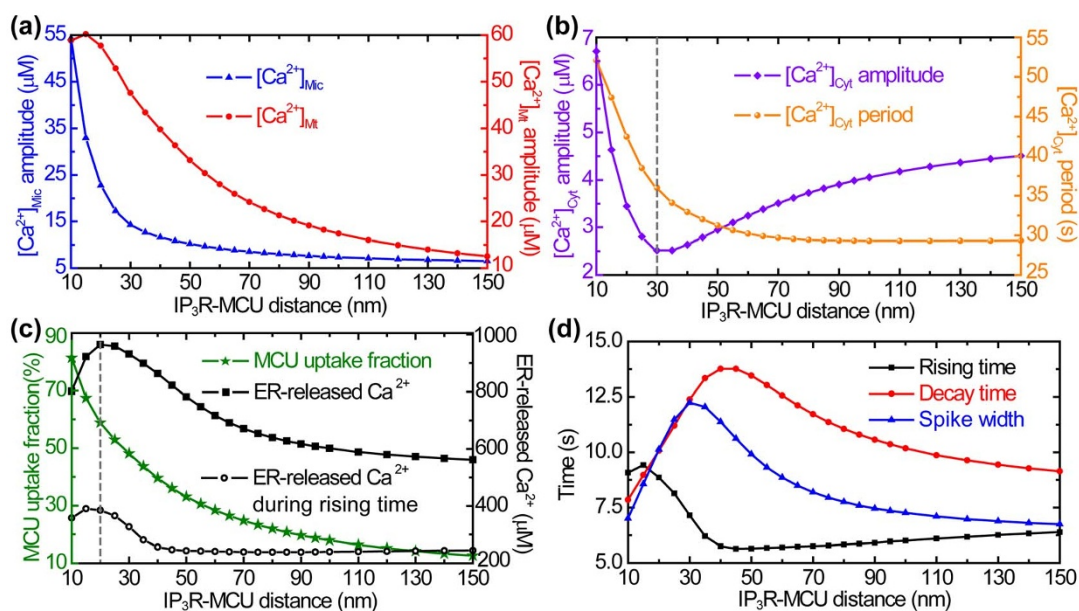 (a)
55
45
35
25
15
5
[Ca²⁺]Mic amplitude (μM)
[Ca²⁺]Mic
[Ca²⁺]Mt
60
50
40
30
20
10
[Ca²⁺]Mt amplitude (μM)
10 30 50 70 90 110 130 150
IP₃R-MCU distance (nm)
(b)
7
6
5
4
3
2
[Ca²⁺]Cyt amplitude (μM)
[Ca²⁺]Cyt amplitude
[Ca²⁺]Cyt period
55
50
45
40
35
30
25
[Ca²⁺]Cyt period (s)
10 30 50 70 90 110 130 150
IP₃R-MCU distance (nm)
(c)
90
70
50
30
10
MCU uptake fraction(%)
MCU uptake fraction
ER-released Ca²⁺
ER-released Ca²⁺
during rising time
1000
800
600
400
200
ER-released Ca²⁺
(μM)
10 30 50 70 90 110 130 150
IP₃R-MCU distance (nm)
(d)
15.0
12.5
10.0
7.5
5.0
Time (s)
Rising time
Decay time
Spike width
10 30 50 70 90 110 130 150
IP₃R-MCU distance (nm)